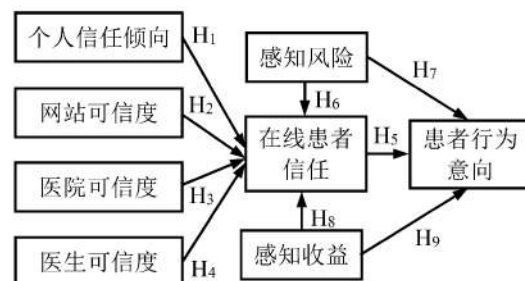 个人信任倾向
H1
感知风险
H7
网站可信度
H2
H6
在线患者
信任
H5
患者行为
意向
医院可信度
H3
H8
H9
医生可信度
H4
感知收益